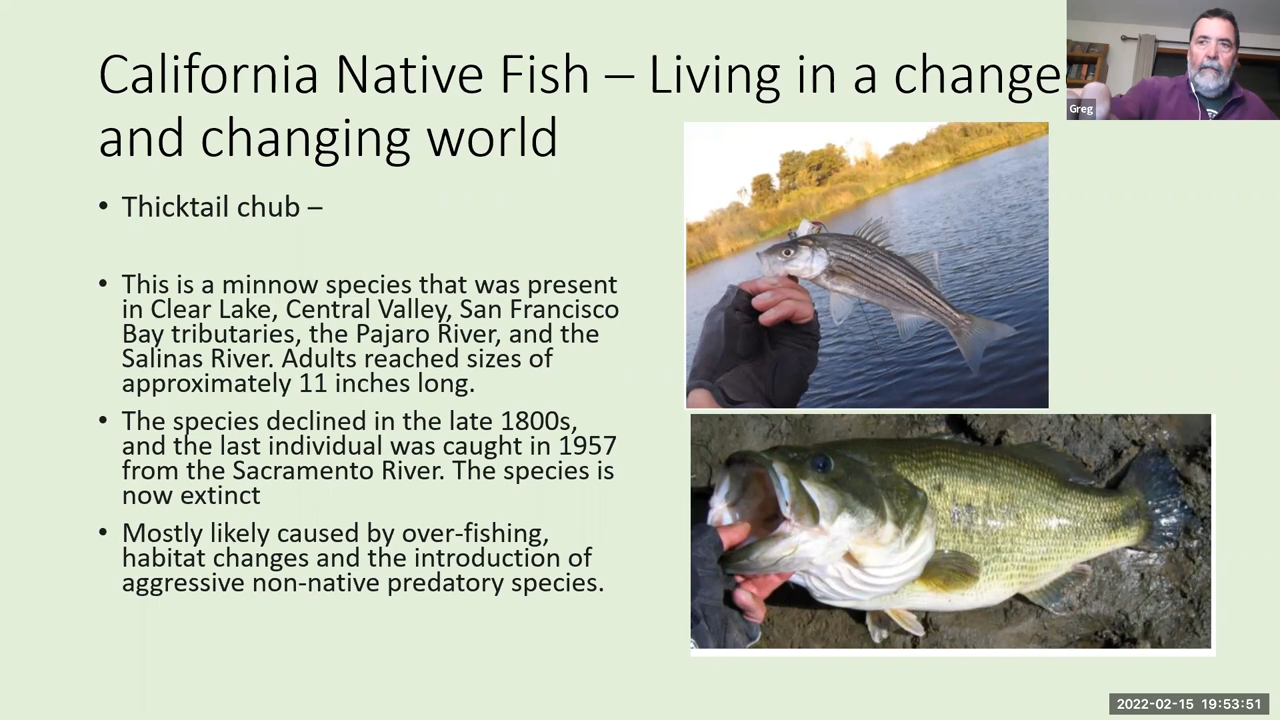 California Native Fish – Living in a change
and changing world
Greg
• Thicktail chub –
• This is a minnow species that was present
in Clear Lake, Central Valley, San Francisco
Bay tributaries, the Pajaro River, and the
Salinas River. Adults reached sizes of
approximately 11 inches long.
• The species declined in the late 1800s,
and the last individual was caught in 1957
from the Sacramento River. The species is
now extinct
• Mostly likely caused by over-fishing,
habitat changes and the introduction of
aggressive non-native predatory species.
2022-02-15 19:53:51